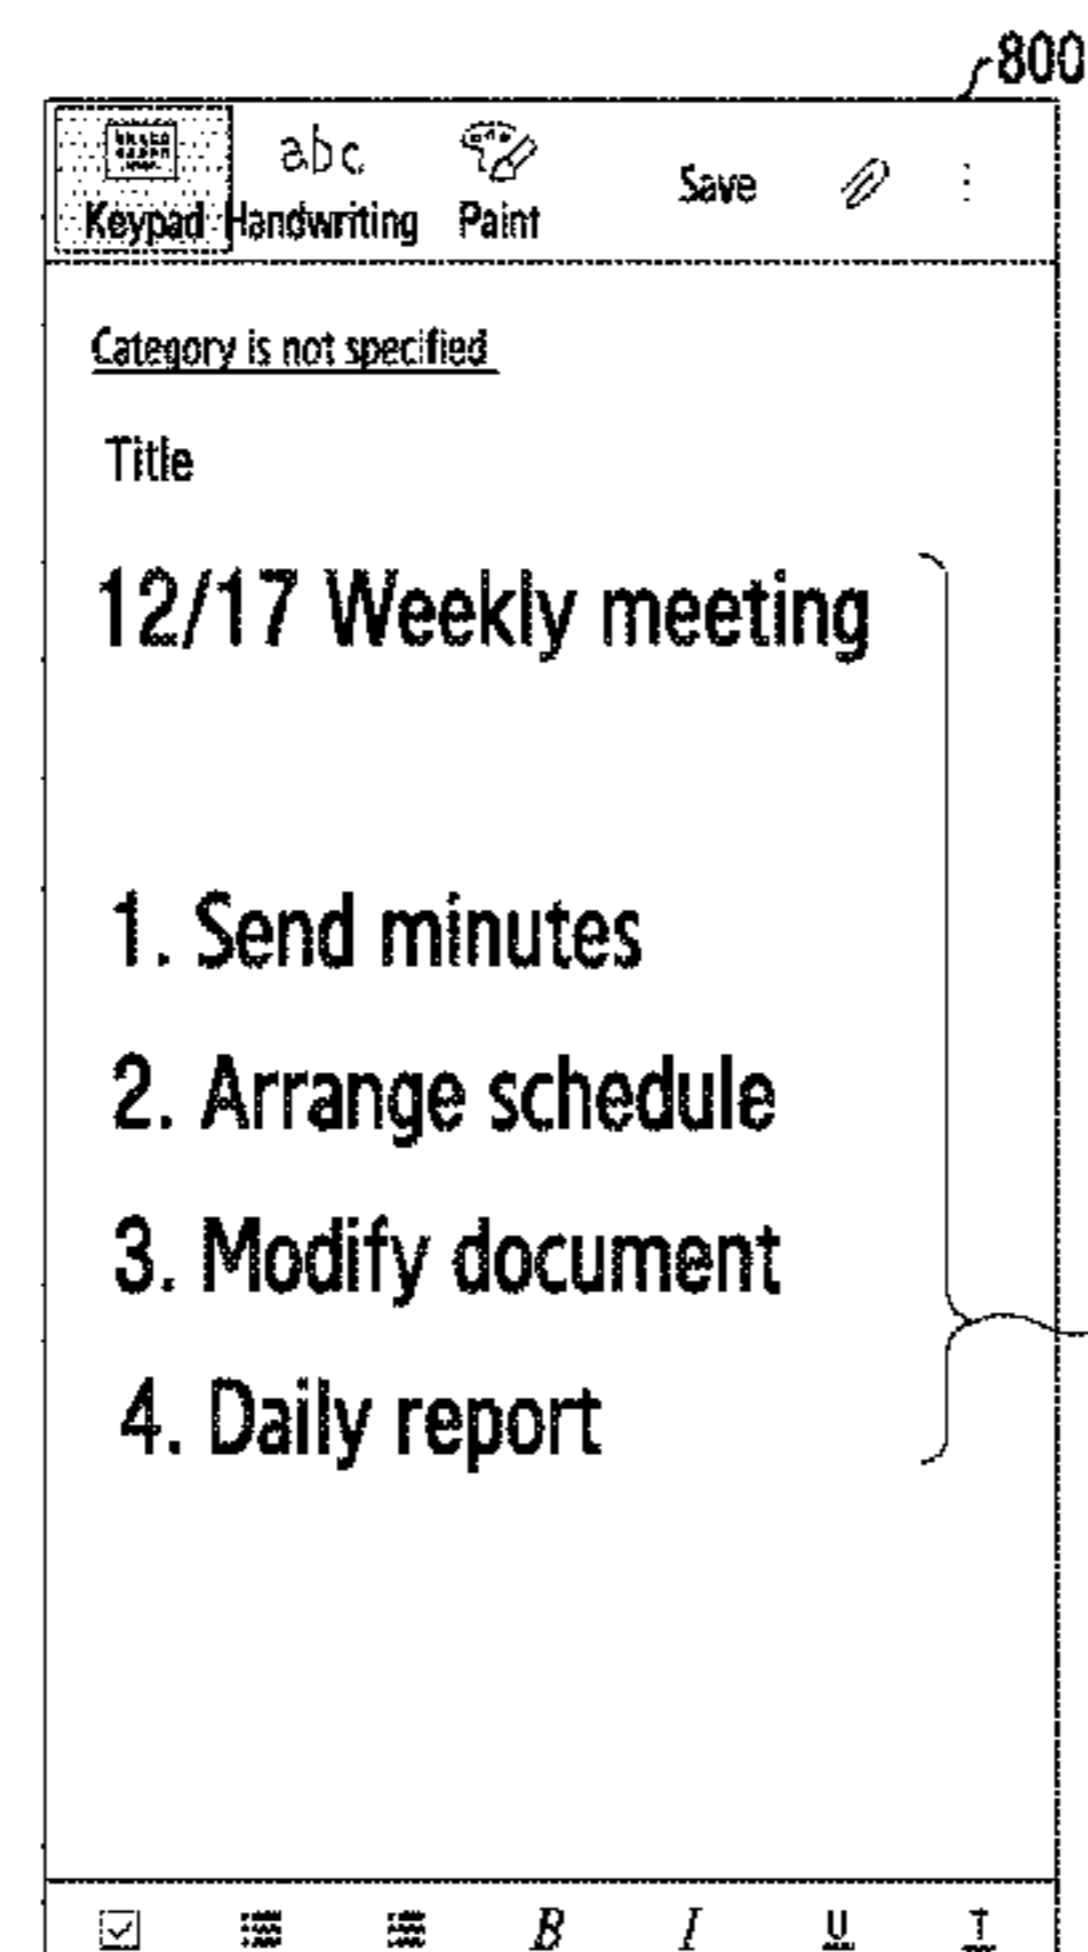 800
abc
Keypad Handwriting Paint Save
Category is not specified
Title
12/17 Weekly meeting
1. Send minutes
2. Arrange schedule
3. Modify document
4. Daily report
B I U T